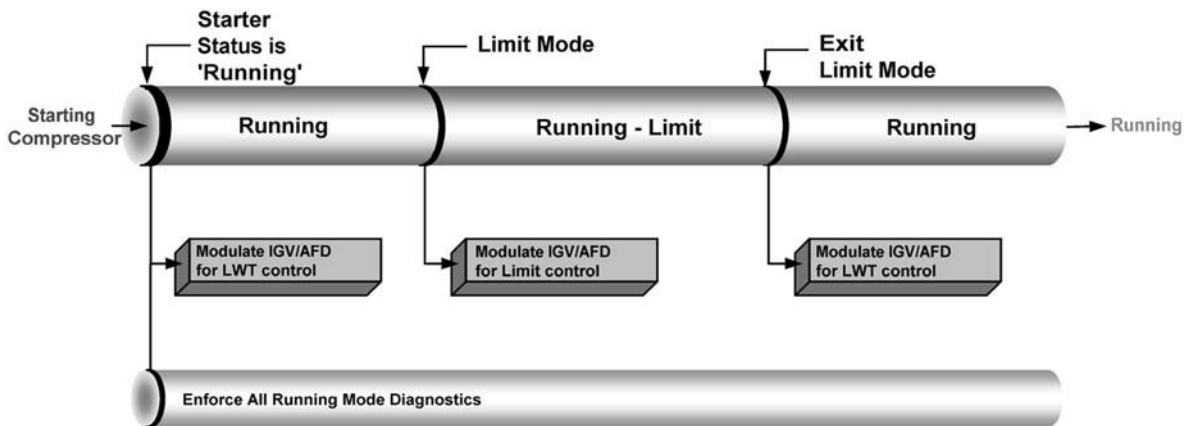 Starter
Status is
'Running'
Limit Mode
Exit
Limit Mode
Starting
Compressor
Running
Running - Limit
Running
Running
Modulate IGV/AFD
for LWT control
Modulate IGV/AFD
for Limit control
Modulate IGV/AFD
for LWT control
Enforce All Running Mode Diagnostics